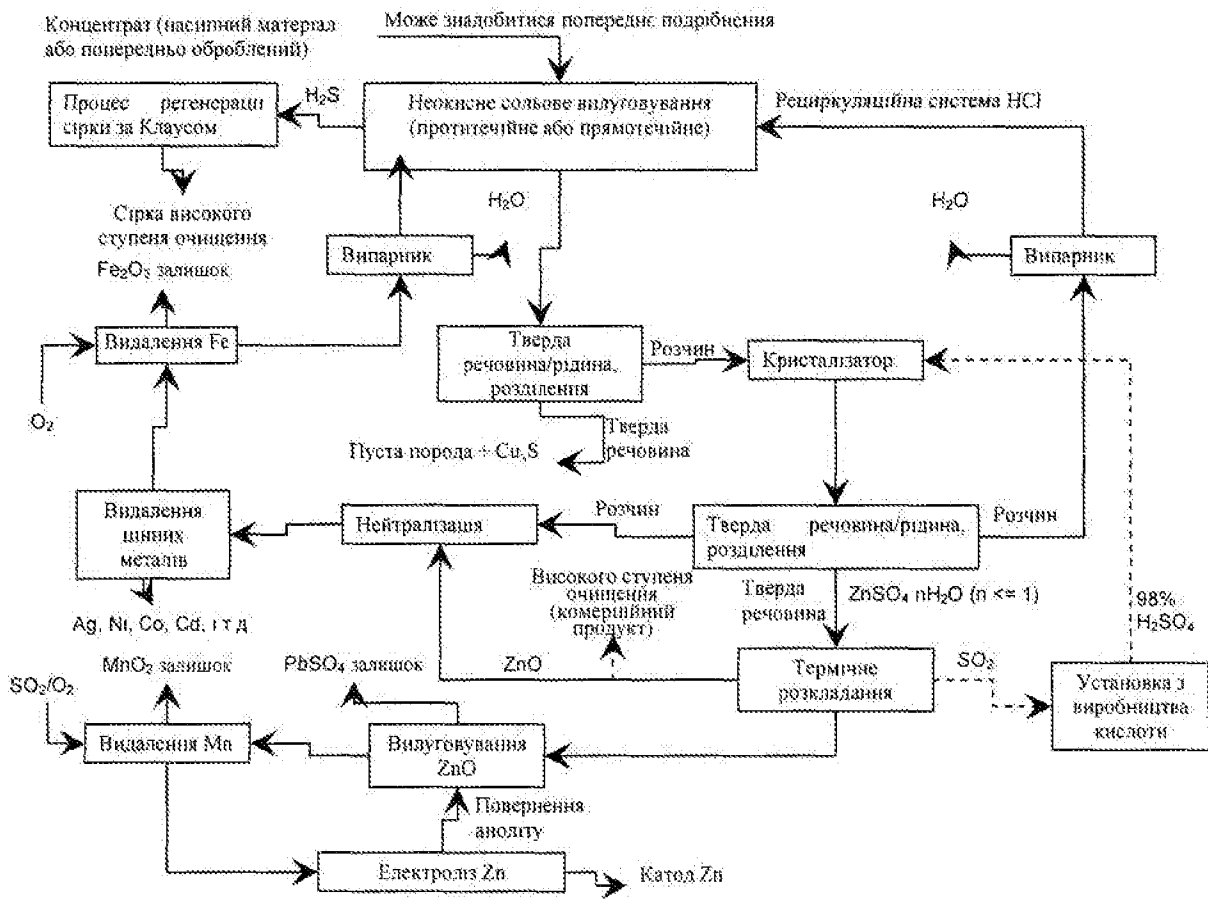 Концентрат (насипний матеріал
або попередньо оброблений)
Може знадобитися попереднє подрібнення
Процес регенерації
сірки за Клаусом
H₂S
Неокисне сольове вилуговування
(протитечійне або прямотечійне)
Рециркуляційна система HCl
H₂O
H₂O
Сірка високого
ступеня очищення
Fe₂O₃ залишок
Випарник
Випарник
Видалення Fe
O₂
Тверда
речовина/рідина,
розділення
Розчин
Кристалізатор
Тверда
речовина
Пуста порода + Cu₂S
Видалення
цінних
металів
Нейтралізація
Розчин
Тверда речовина/рідина,
розділення
Розчин
Високого ступеня
очищення
(комерційний
продукт)
Тверда
речовина
ZnSO₄ nH₂O (n <= 1)
98%
H₂SO₄
Ag, Ni, Co, Cd, і т д
MnO₂ залишок
PbSO₄ залишок
ZnO
Термічне
розкладання
SO₂
Установка з
виробництва
кислоти
SO₂/O₂
Видалення Mn
Вилуговування
ZnO
Повернення
аноліту
Електроліз Zn
Катод Zn